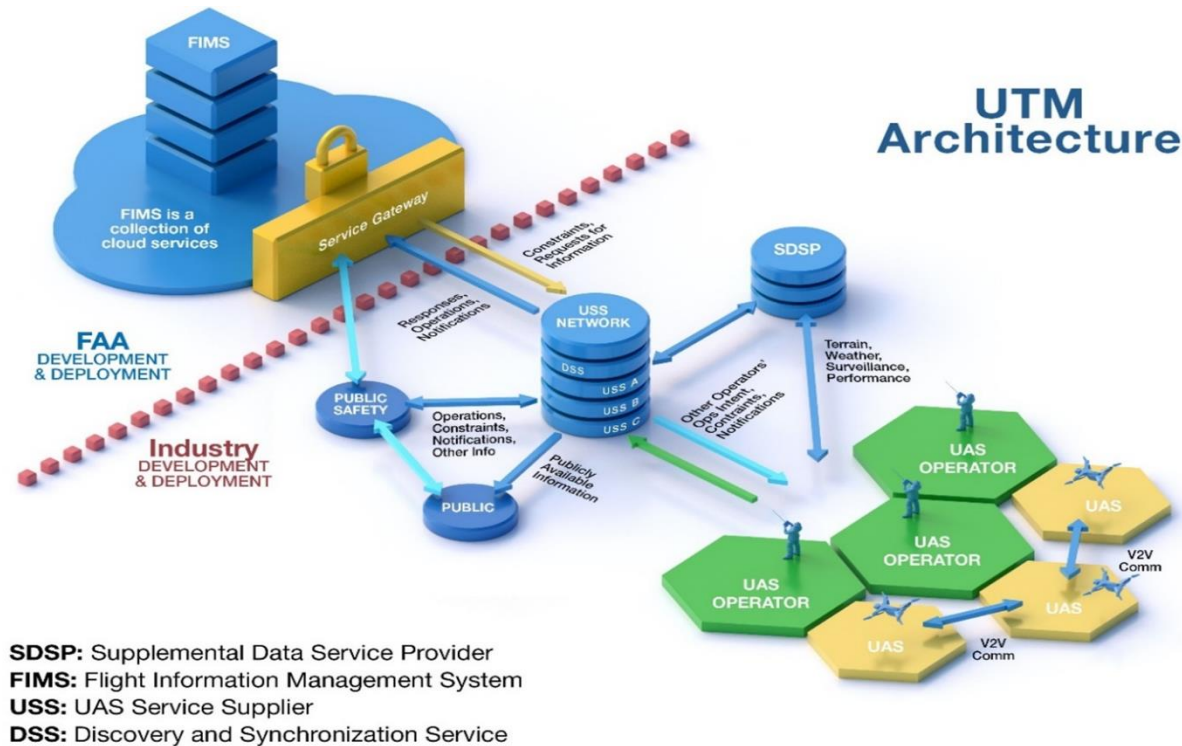 FIMS
UTM
Architecture
FIMS is a
collection of
cloud services
Service Gateway
Constraints,
Requests for
Information
SDSP
Responses,
Operations,
Notifications
USS
NETWORK
DSS
USS A
USS B
USS C
FAA
DEVELOPMENT
& DEPLOYMENT
Terrain,
Weather,
Surveillance,
Performance
PUBLIC
SAFETY
Operations,
Constraints,
Notifications,
Other Info
Other Operators'
Ops Intent,
Contraints,
Notifications
Industry
DEVELOPMENT
& DEPLOYMENT
Publicly
Available
Information
PUBLIC
UAS
OPERATOR
UAS
UAS
OPERATOR
V2V
Comm
UAS
OPERATOR
UAS
UAS
V2V
Comm
SDSP: Supplemental Data Service Provider
FIMS: Flight Information Management System
USS: UAS Service Supplier
DSS: Discovery and Synchronization Service